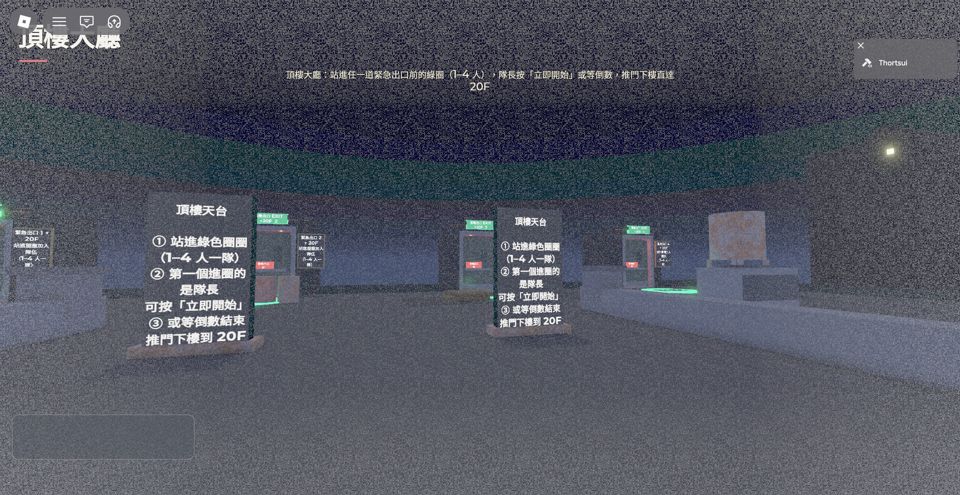 頂樓大廳
頂樓大廳：站進任一道緊急出口前的綠圈（1–4 人），隊長按「立即開始」或等倒數，推門下樓直達
20F
Thortsui
頂樓天台
① 站進綠色圈圈
（1–4 人一隊）
② 第一個進圈的
是隊長
可按「立即開始」
③ 或等倒數結束
推門下樓到 20F
頂樓天台
① 站進綠色圈圈
（1–4 人一隊）
② 第一個進圈的
是隊長
可按「立即開始」
③ 或等倒數結束
推門下樓到 20F
緊急出口 2